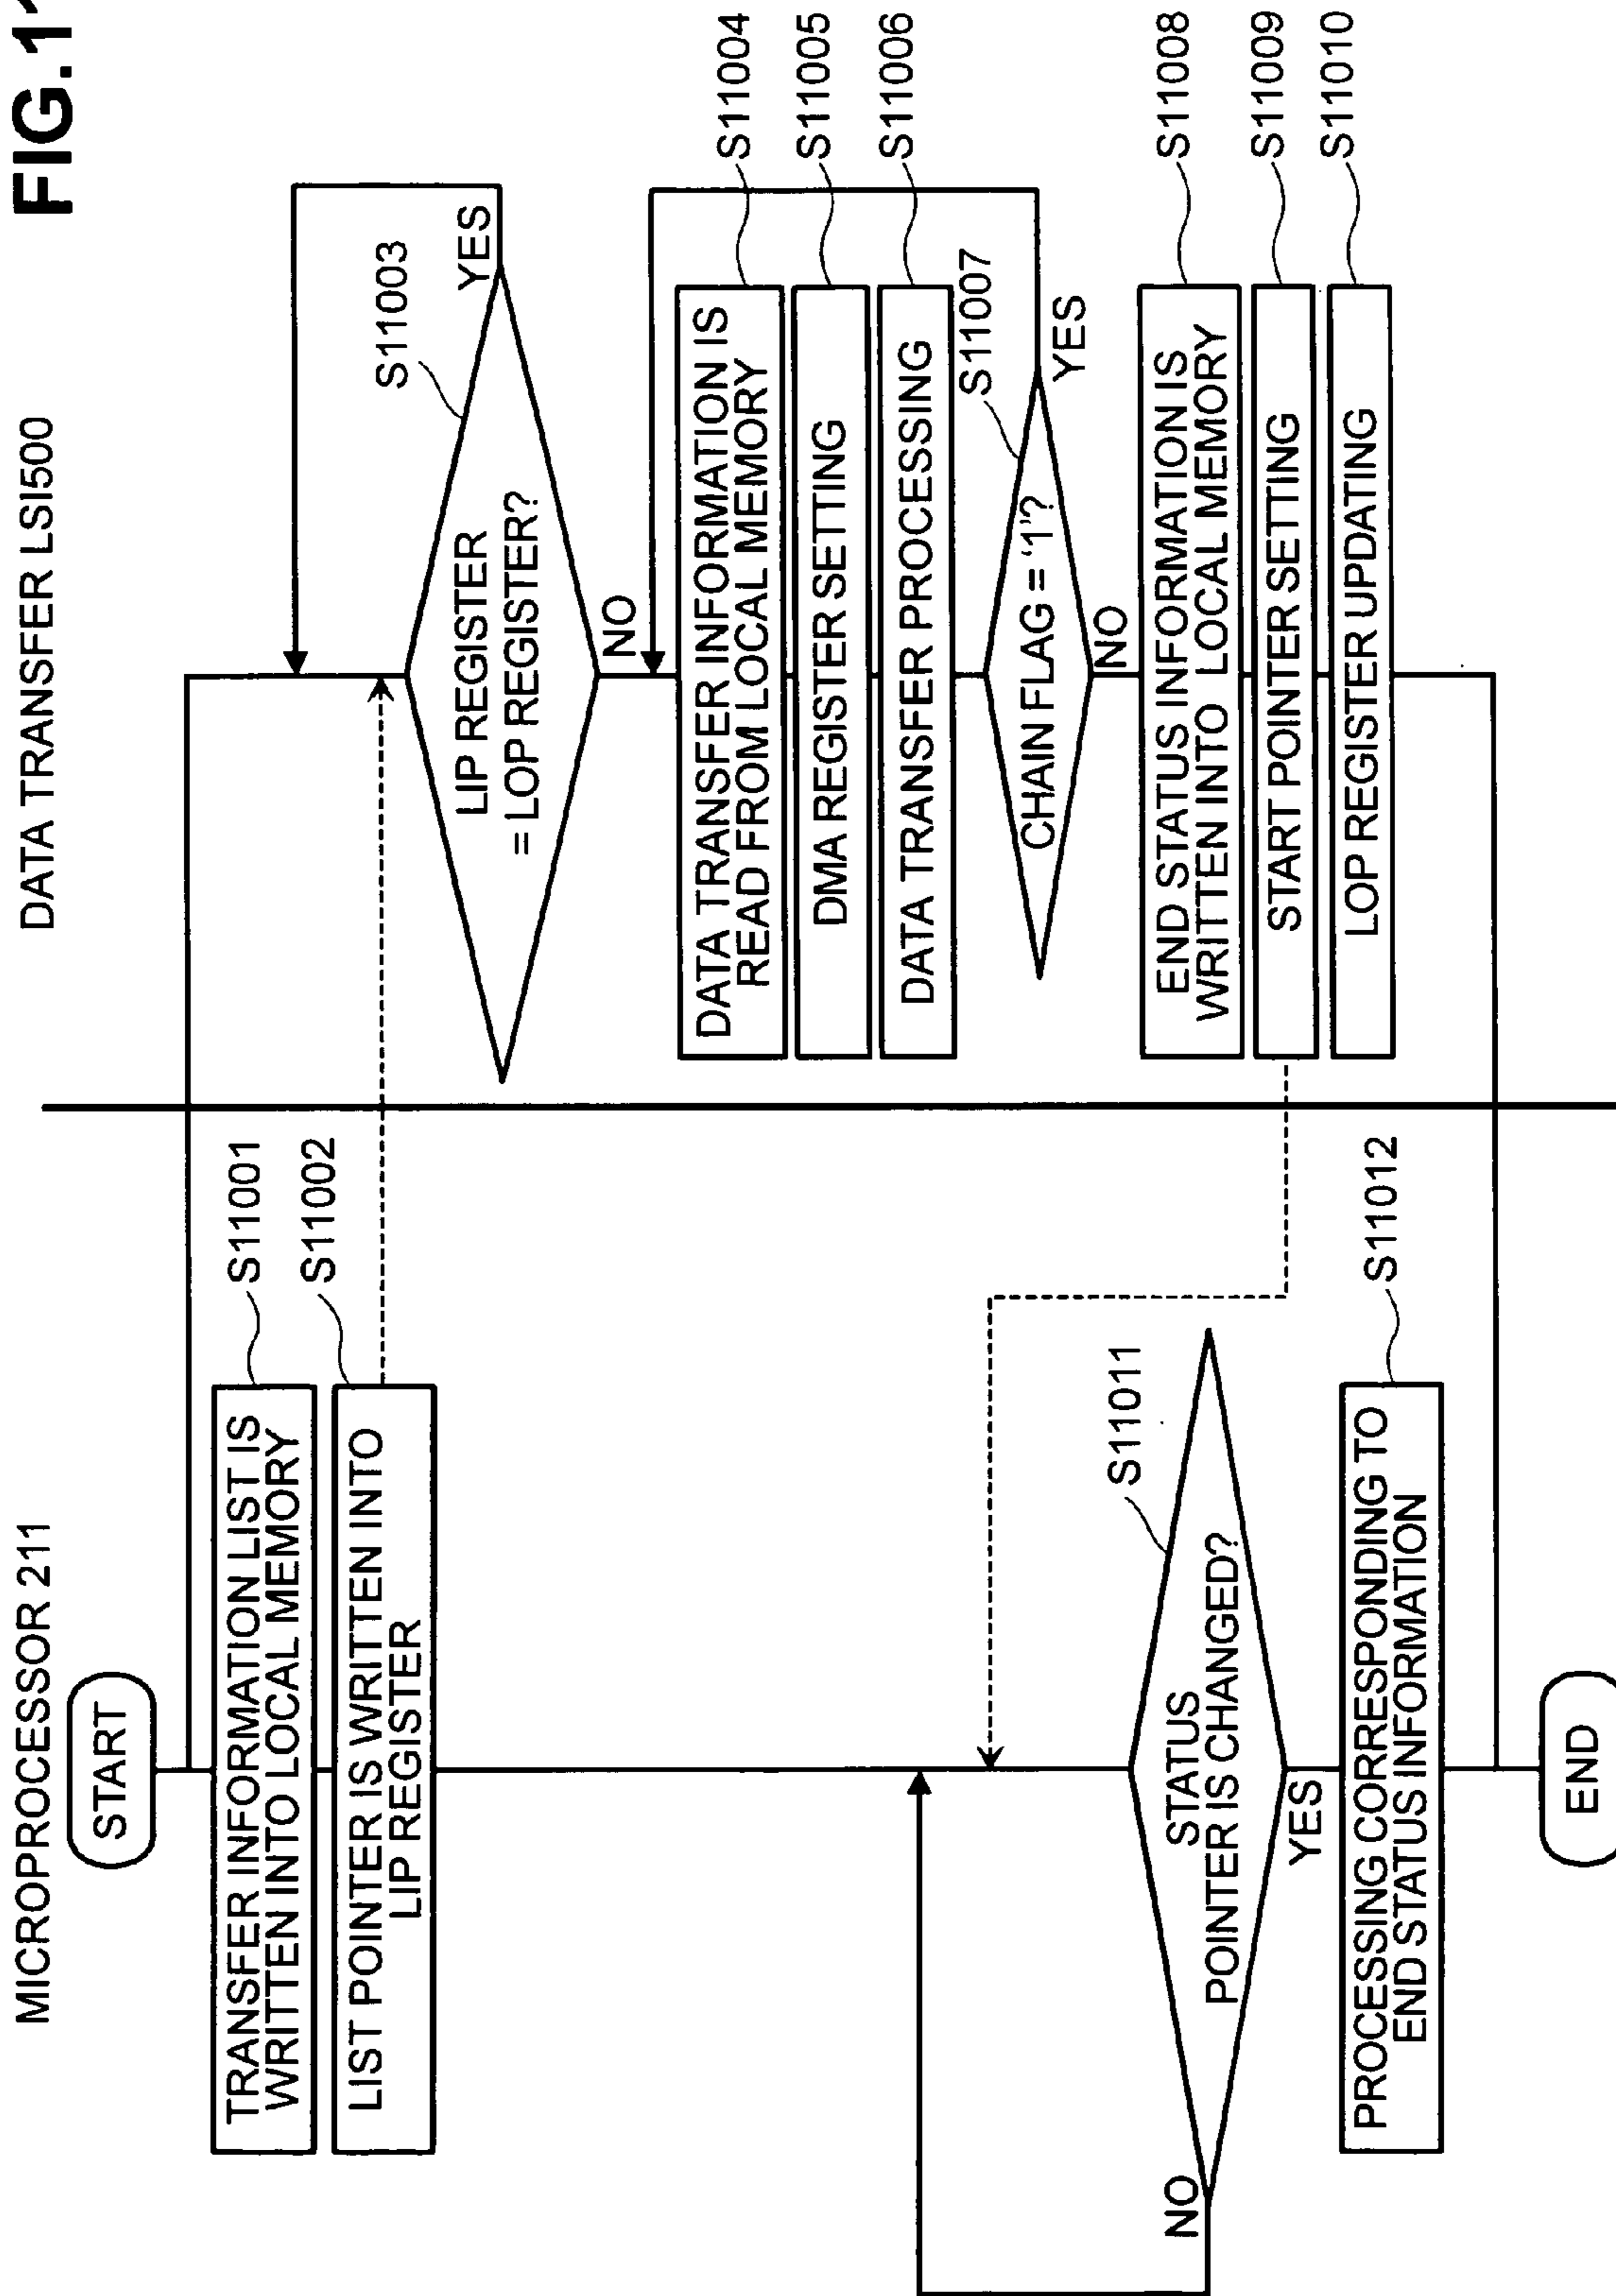 FIG.11
MICROPROCESSOR 211
DATA TRANSFER LSI500
START
TRANSFER INFORMATION LIST IS
WRITTEN INTO LOCAL MEMORY
S11001
LIST POINTER IS WRITTEN INTO
LIP REGISTER
S11002
LIP REGISTER
= LOP REGISTER?
S11003
YES
NO
DATA TRANSFER INFORMATION IS
READ FROM LOCAL MEMORY
S11004
DMA REGISTER SETTING
S11005
DATA TRANSFER PROCESSING
S11006
CHAIN FLAG = '1'?
S11007
YES
NO
END STATUS INFORMATION IS
WRITTEN INTO LOCAL MEMORY
S11008
START POINTER SETTING
S11009
LOP REGISTER UPDATING
S11010
STATUS
POINTER IS CHANGED?
S11011
NO
YES
PROCESSING CORRESPONDING TO
END STATUS INFORMATION
S11012
END